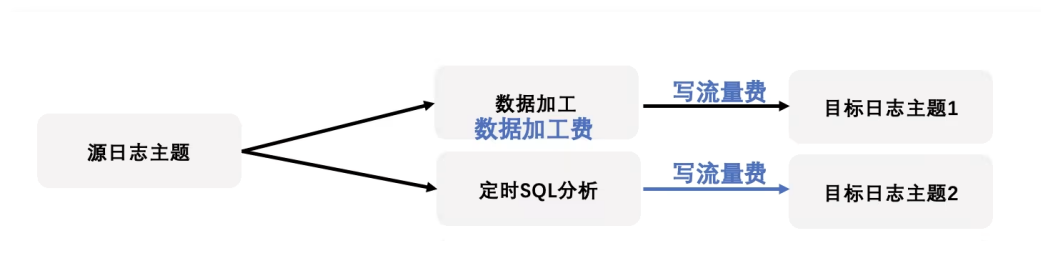 源日志主题
数据加工
数据加工费
写流量费
目标日志主题1
定时SQL分析
写流量费
目标日志主题2